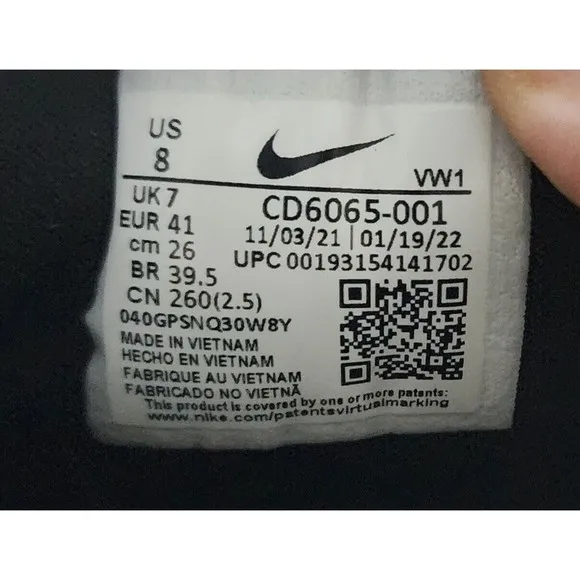 US
8
VW1
UK 7
EUR 41
cm 26
BR 39.5
CN 260(2.5)
CD6065-001
11/03/21 | 01/19/22
UPC 00193154141702
040GPSNQ30W8Y
MADE IN VIETNAM
HECHO EN VIETNAM
FABRIQUE AU VIETNAM
FABRICADO NO VIETNÃ
This product is covered by one or more patents:
www.nike.com/patentsvirtualmarking